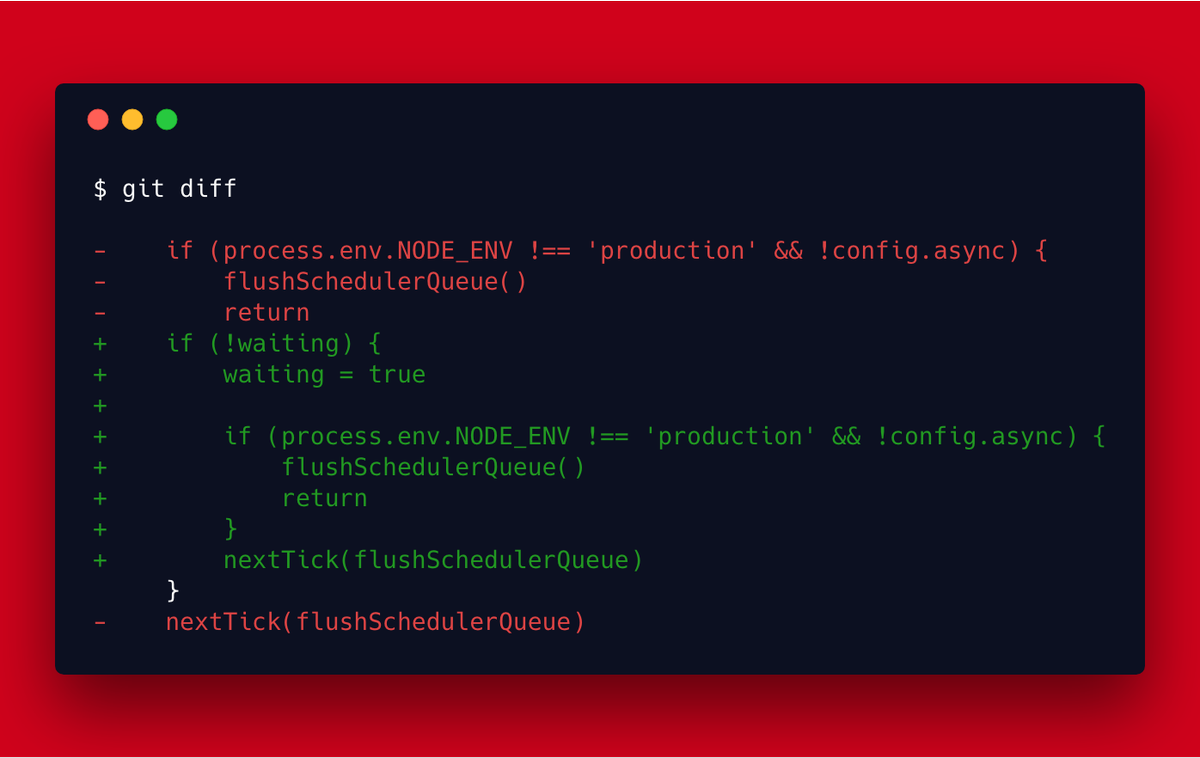 $ git diff

-    if (process.env.NODE_ENV !== 'production' && !config.async) {
-        flushSchedulerQueue()
-        return
+    if (!waiting) {
+        waiting = true
+
+        if (process.env.NODE_ENV !== 'production' && !config.async) {
+            flushSchedulerQueue()
+            return
+        }
+        nextTick(flushSchedulerQueue)
     }
-    nextTick(flushSchedulerQueue)